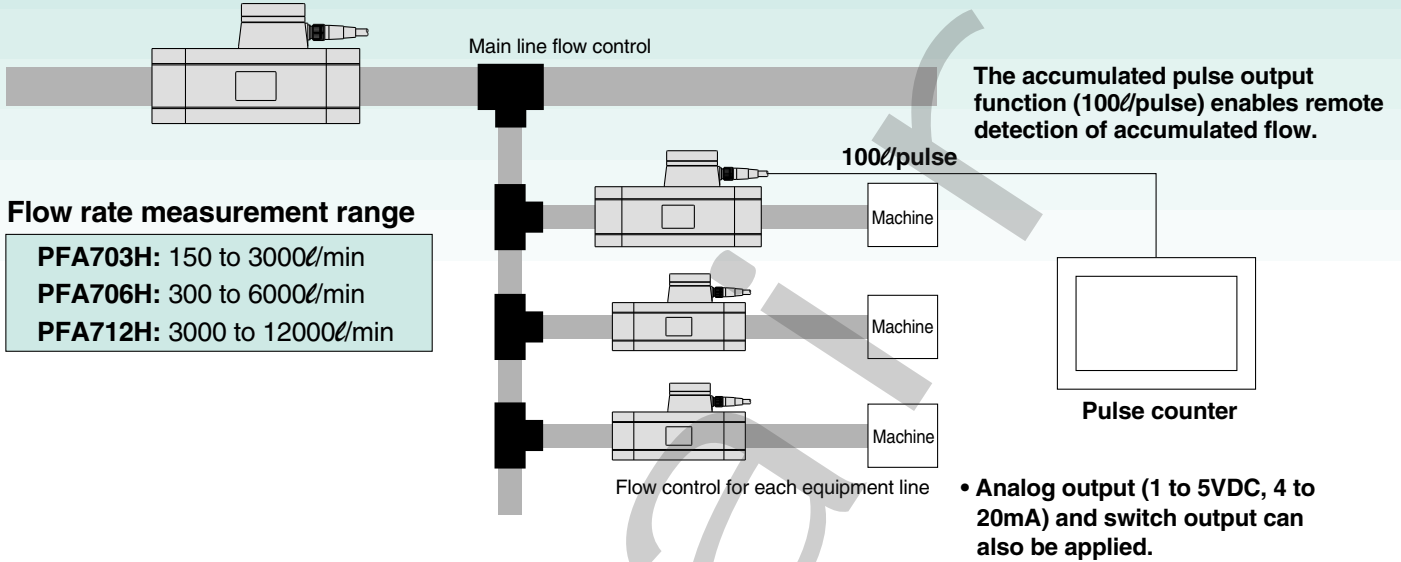 Main line flow control
The accumulated pulse output
function (100ℓ/pulse) enables remote
detection of accumulated flow.
100ℓ/pulse
Flow rate measurement range
PFA703H: 150 to 3000ℓ/min
PFA706H: 300 to 6000ℓ/min
PFA712H: 3000 to 12000ℓ/min
Machine
Machine
Machine
Pulse counter
Flow control for each equipment line
• Analog output (1 to 5VDC, 4 to
20mA) and switch output can
also be applied.
air